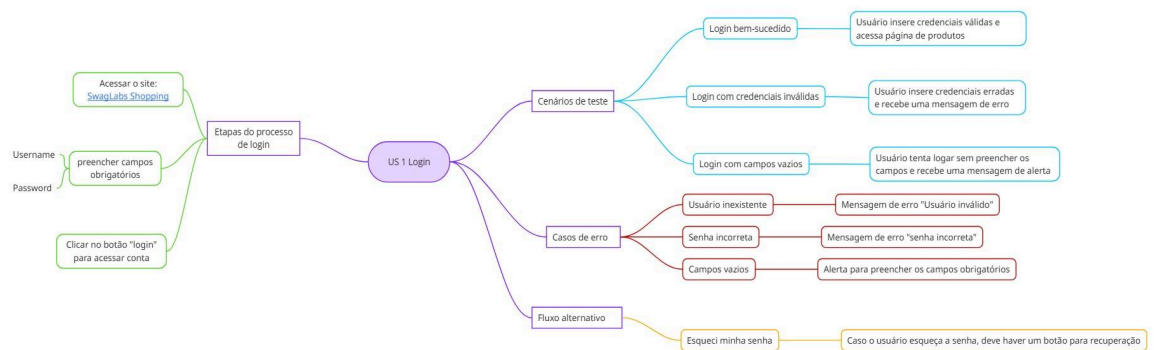 Acessar o site:
SwagLabs Shopping
Username
Password
preencher campos
obrigatórios
Clicar no botão "login"
para acessar conta
Etapas do processo
de login
US 1 Login
Cenários de teste
Login bem-sucedido
Usuário insere credenciais válidas e
acessa página de produtos
Login com credenciais inválidas
Usuário insere credenciais erradas
e recebe uma mensagem de erro
Login com campos vazios
Usuário tenta logar sem preencher os
campos e recebe uma mensagem de alerta
Casos de erro
Usuário inexistente
Mensagem de erro "Usuário inválido"
Senha incorreta
Mensagem de erro "senha incorreta"
Campos vazios
Alerta para preencher os campos obrigatórios
Fluxo alternativo
Esqueci minha senha
Caso o usuário esqueça a senha, deve haver um botão para recuperação